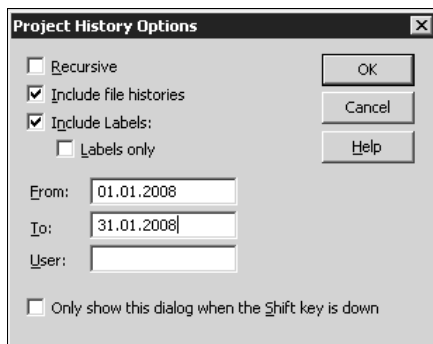 Project History Options
Recursive
OK
Include file histories
Cancel
Include Labels:
Labels only
Help
From: 01.01.2008
To: 31.01.2008
User:
Only show this dialog when the Shift key is down